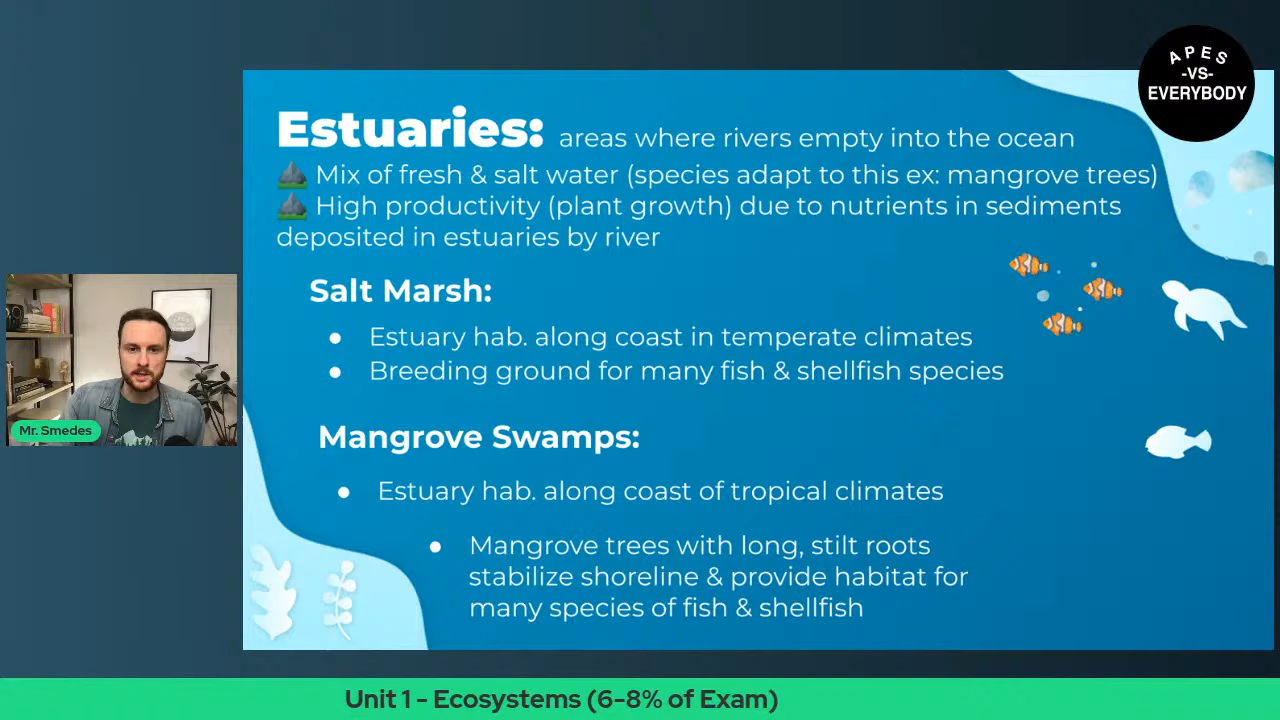 APES
-VS-
EVERYBODY
Estuaries: areas where rivers empty into the ocean
Mix of fresh & salt water (species adapt to this ex: mangrove trees)
High productivity (plant growth) due to nutrients in sediments
deposited in estuaries by river
Salt Marsh:
● Estuary hab. along coast in temperate climates
● Breeding ground for many fish & shellfish species
Mangrove Swamps:
● Estuary hab. along coast of tropical climates
● Mangrove trees with long, stilt roots
stabilize shoreline & provide habitat for
many species of fish & shellfish
Mr. Smedes
Unit 1 - Ecosystems (6-8% of Exam)